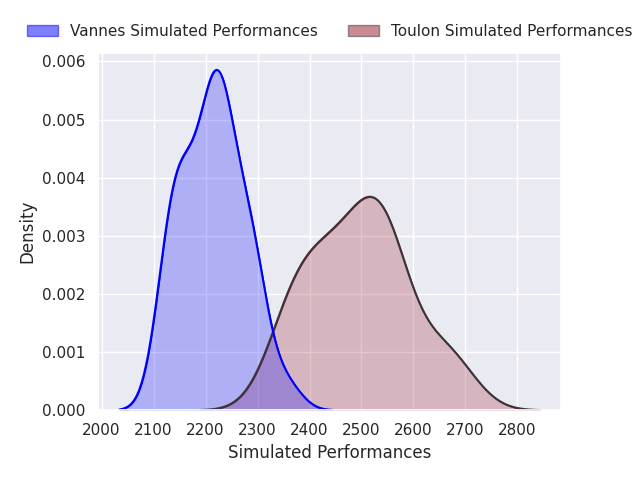 Vannes Simulated Performances Toulon Simulated Performances
0.006
0.005
0.004
0.003
0.002
0.001
0.000
Density
2000 2100 2200 2300 2400 2500 2600 2700 2800
Simulated Performances